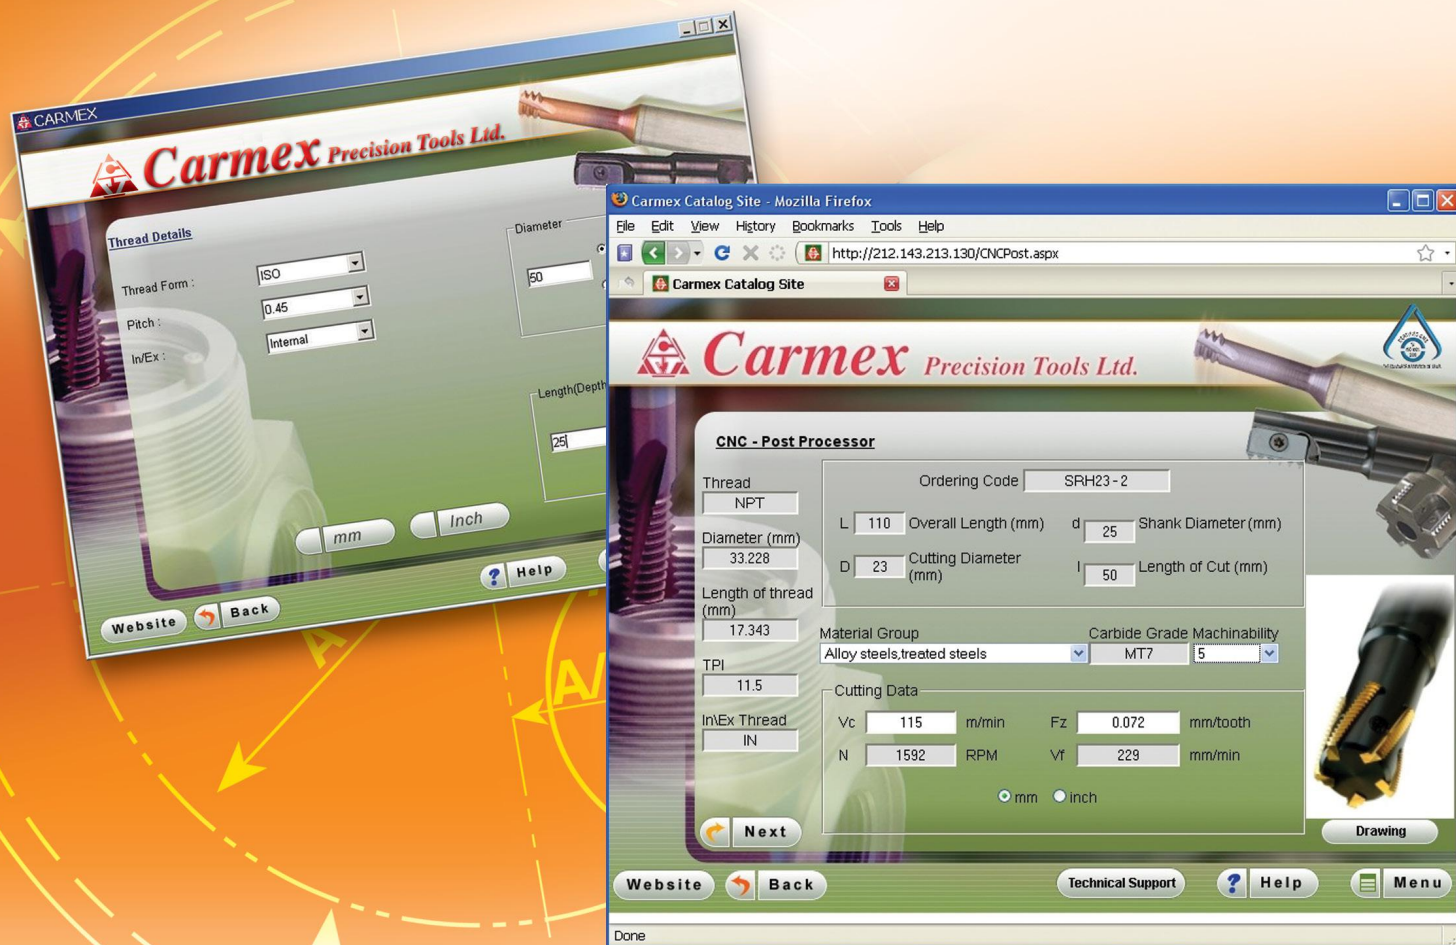 CARMEX
Carmex Precision Tools Ltd.
Thread Details
Thread Form :
ISO
Pitch :
0.45
In/Ex :
Internal
Diameter
50
Length(Depth
25
mm
Inch
Help
Website
Back
A
A/
Carmex Catalog Site - Mozilla Firefox
File Edit View History Bookmarks Tools Help
http://212.143.213.130/CNCPost.aspx
Carmex Catalog Site
Carmex Precision Tools Ltd.
CNC - Post Processor
Thread
NPT
Diameter (mm)
33.228
Length of thread
(mm)
17.343
TPI
11.5
In\Ex Thread
IN
Ordering Code SRH23-2
L 110 Overall Length (mm) d 25 Shank Diameter (mm)
D 23 Cutting Diameter
(mm)
l 50 Length of Cut (mm)
Material Group Carbide Grade Machinability
Alloy steels,treated steels MT7 5
Cutting Data
Vc 115 m/min Fz 0.072 mm/tooth
N 1592 RPM Vf 229 mm/min
mm inch
Next
Drawing
Website Back Technical Support ? Help Menu
Done